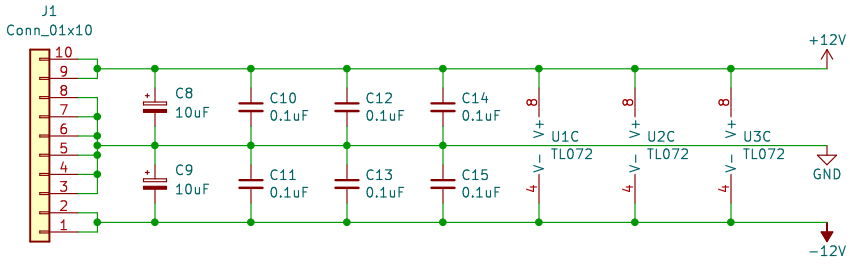 J1
Conn_01x10
+12V
10
9
8
7
6
5
4
3
2
1
+
C8
10uF
C10
0.1uF
C12
0.1uF
C14
0.1uF
8
V+
8
V+
8
V+
U1C
TL072
U2C
TL072
U3C
TL072
+
C9
10uF
C11
0.1uF
C13
0.1uF
C15
0.1uF
V-
4
V-
4
V-
4
GND
-12V